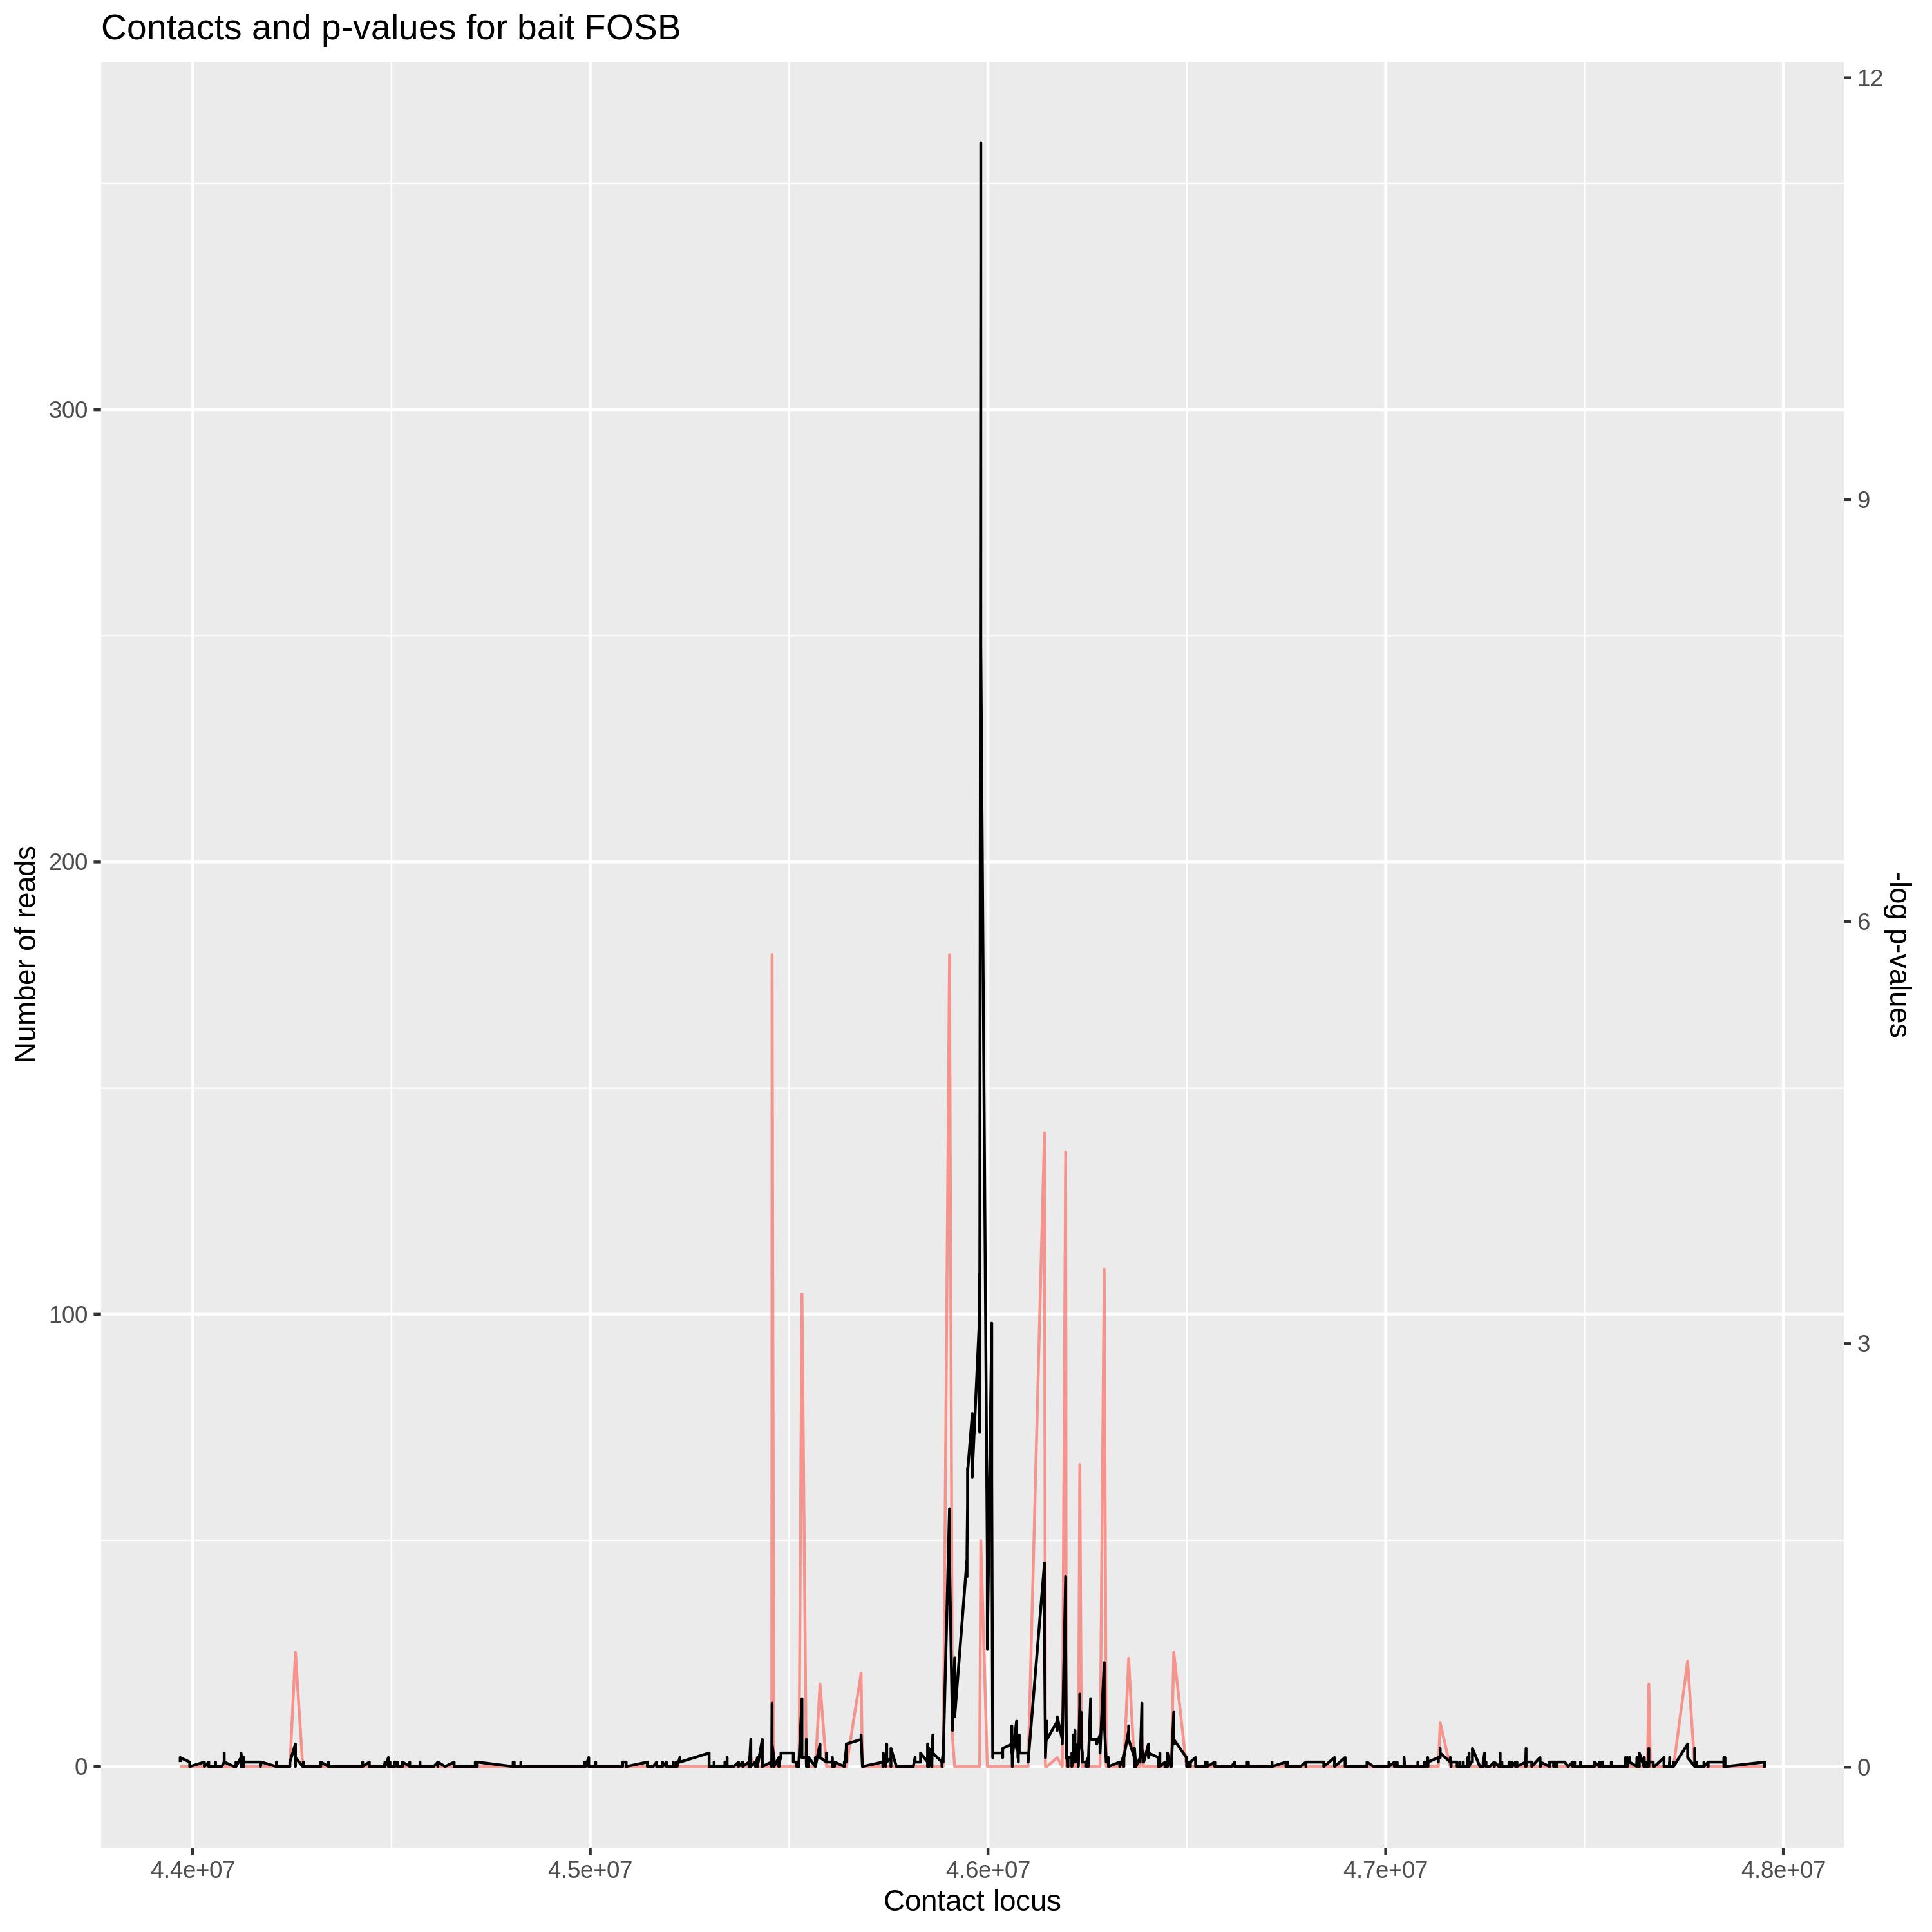 Contacts and p-values for bait FOSB
Number of reads
300
200
100
0
12
9
6
3
0
-log p-values
4.4e+07
4.5e+07
4.6e+07
4.7e+07
4.8e+07
Contact locus